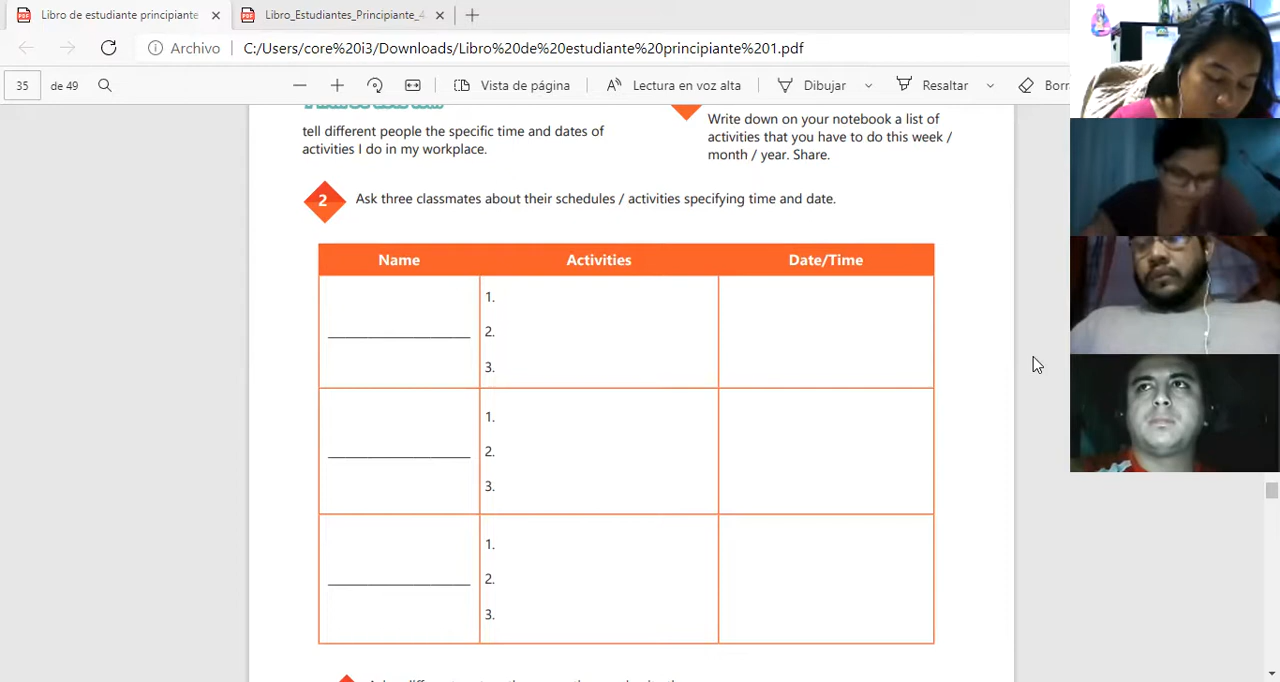 Libro de estudiante principiante
Libro_Estudiantes_Principiante_4
Archivo
C:/Users/core%20i3/Downloads/Libro%20de%20estudiante%20principiante%201.pdf
35 de 49
Vista de página
Lectura en voz alta
Dibujar
Resaltar
Borr
tell different people the specific time and dates of
activities I do in my workplace.
Write down on your notebook a list of
activities that you have to do this week /
month / year. Share.
2 Ask three classmates about their schedules / activities specifying time and date.
Name Activities Date/Time
1.
2.
3.
1.
2.
3.
1.
2.
3.